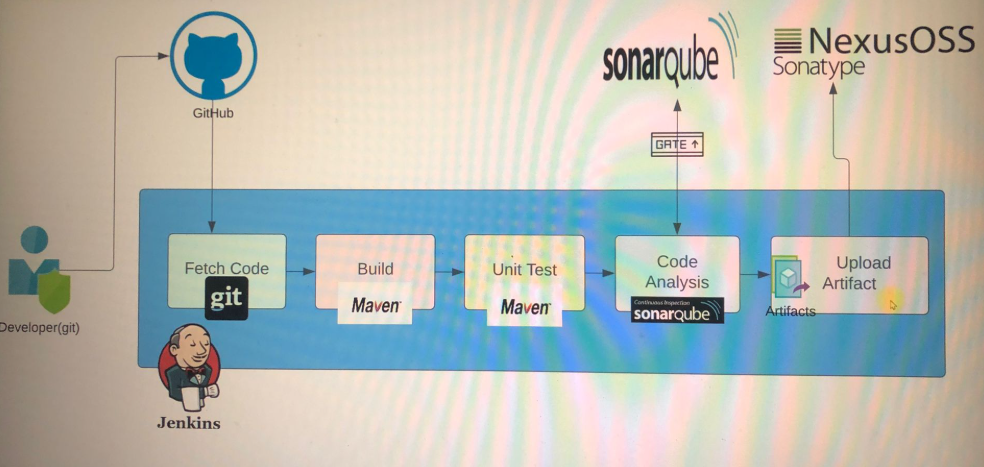 GitHub
sonarqube
NexusOSS
Sonatype
GATE ↑
Fetch Code
git
Build
Maven
Unit Test
Maven
Code
Analysis
Continuous Inspection
sonarqube
Upload
Artifact
Artifacts
Developer(git)
Jenkins